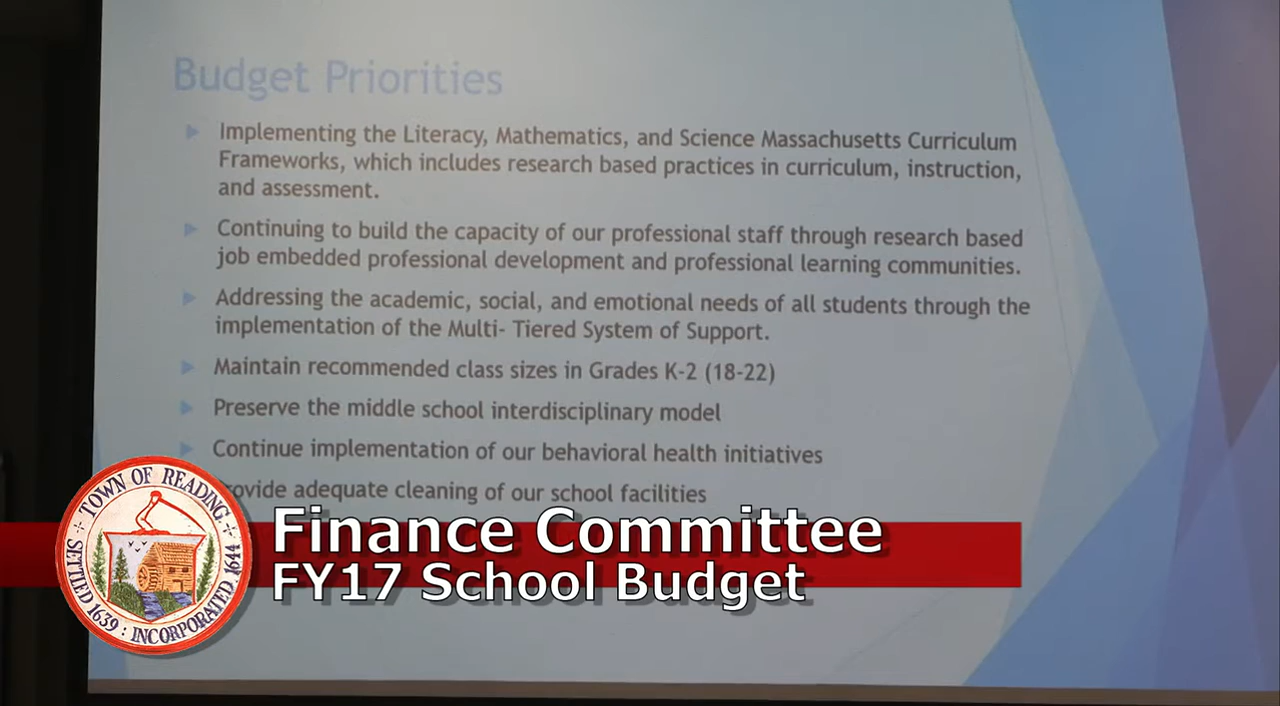 Budget Priorities
Implementing the Literacy, Mathematics, and Science Massachusetts Curriculum
Frameworks, which includes research based practices in curriculum, instruction,
and assessment.
Continuing to build the capacity of our professional staff through research based
job embedded professional development and professional learning communities.
Addressing the academic, social, and emotional needs of all students through the
implementation of the Multi- Tiered System of Support.
Maintain recommended class sizes in Grades K-2 (18-22)
Preserve the middle school interdisciplinary model
Continue implementation of our behavioral health initiatives
rovide adequate cleaning of our school facilities
Finance Committee
FY17 School Budget
TOWN OF READING
SETTLED 1639 : INCORPORATED 1644